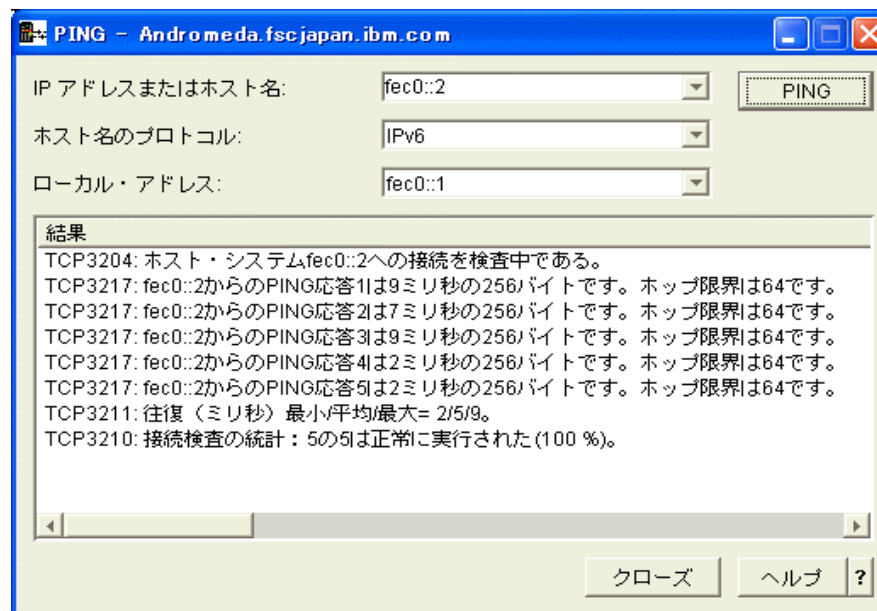 PING - Andromeda.fscjapan.ibm.com
IP アドレスまたはホスト名: fec0::2 PING
ホスト名のプロトコル: IPv6
ローカル・アドレス: fec0::1
結果
TCP3204: ホスト・システムfec0::2への接続を検査中である。
TCP3217: fec0::2からのPING応答1は9ミリ秒の256バイトです。ホップ限界は64です。
TCP3217: fec0::2からのPING応答2は7ミリ秒の256バイトです。ホップ限界は64です。
TCP3217: fec0::2からのPING応答3は9ミリ秒の256バイトです。ホップ限界は64です。
TCP3217: fec0::2からのPING応答4は2ミリ秒の256バイトです。ホップ限界は64です。
TCP3217: fec0::2からのPING応答5は2ミリ秒の256バイトです。ホップ限界は64です。
TCP3211: 往復（ミリ秒）最小/平均/最大= 2/5/9。
TCP3210: 接続検査の統計：5の5は正常に実行された (100 %)。
クローズ ヘルプ ?